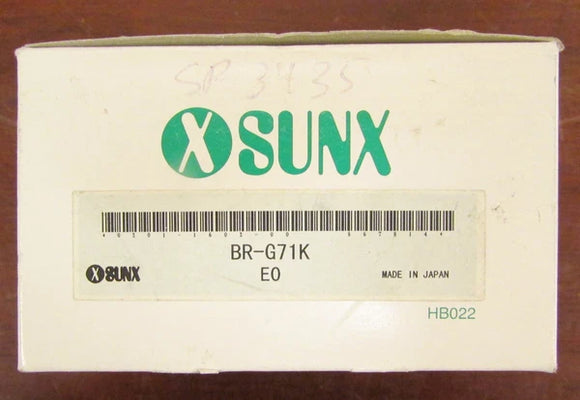 SP 3435
SUNX
BR-G71K
SUNX
E0
MADE IN JAPAN
HB022